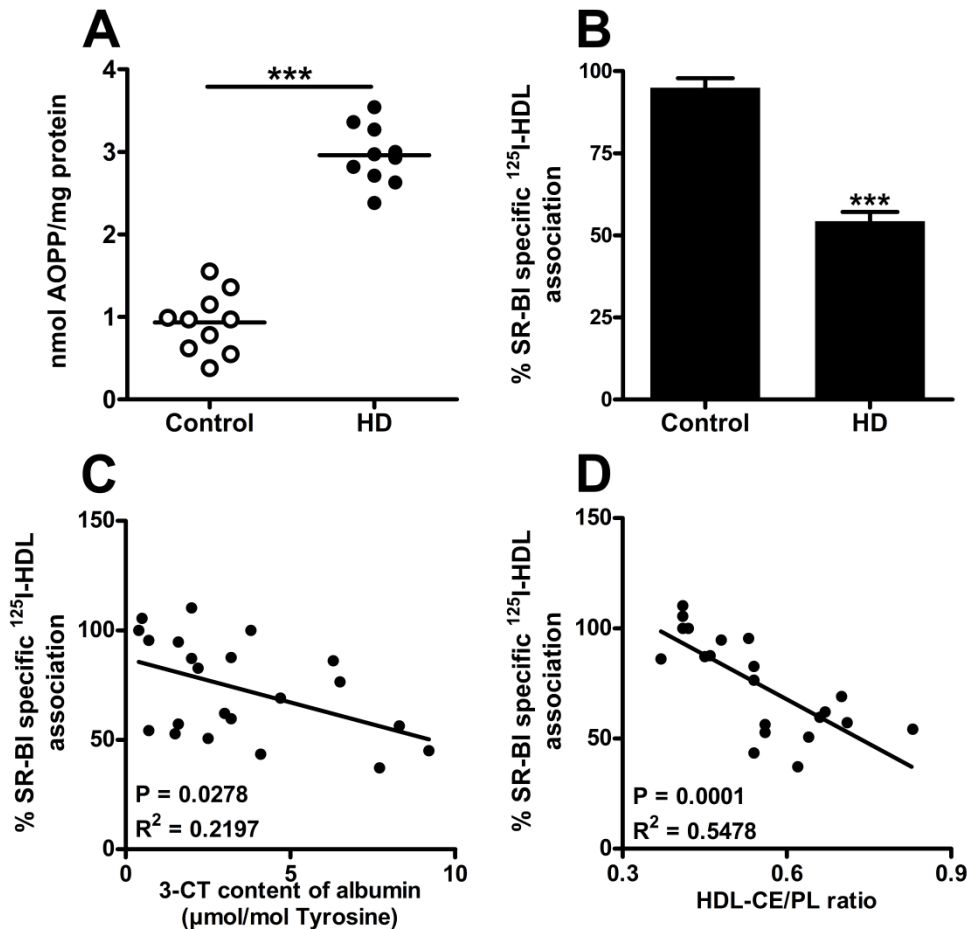 A
nmol AOPP/mg protein
4
3
2
1
0
***
Control
HD
B
% SR-BI specific ¹²⁵I-HDL
association
100
75
50
25
0
***
Control
HD
C
% SR-BI specific ¹²⁵I-HDL
association
150
100
50
0
P = 0.0278
R² = 0.2197
0
5
10
3-CT content of albumin
(µmol/mol Tyrosine)
D
% SR-BI specific ¹²⁵I-HDL
association
150
100
50
0
P = 0.0001
R² = 0.5478
0.3
0.6
0.9
HDL-CE/PL ratio